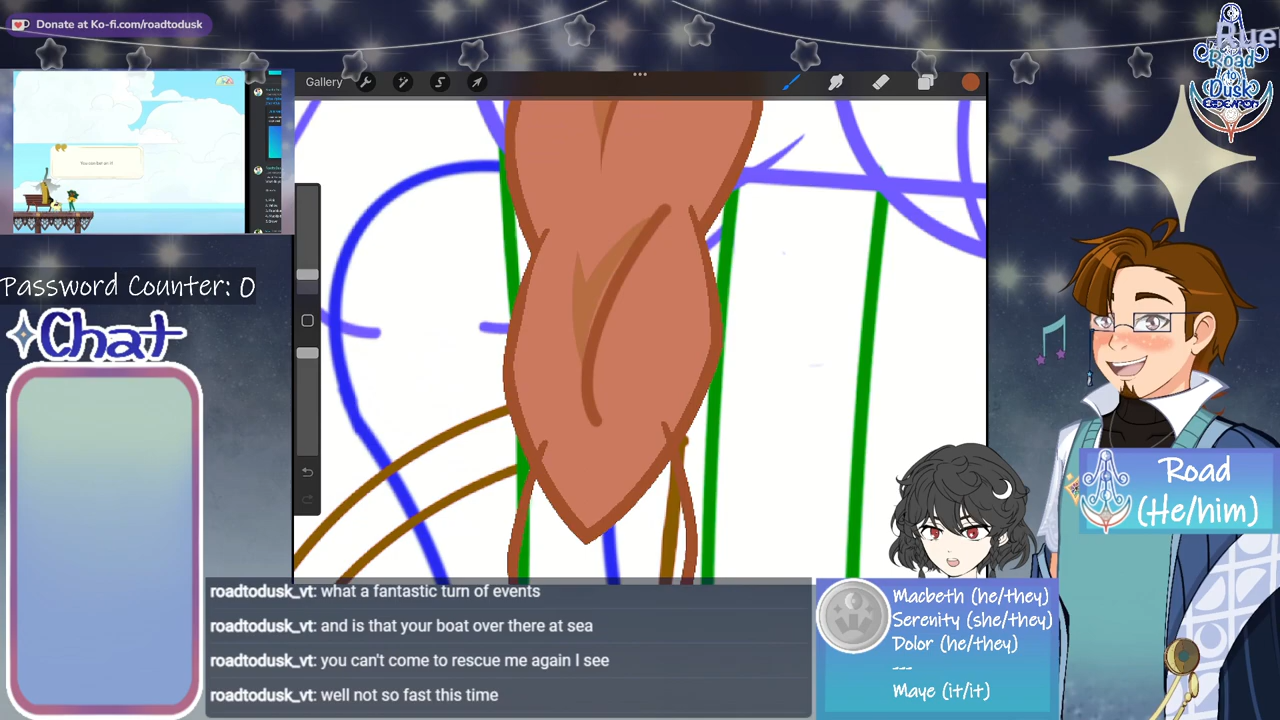 Donate at Ko-fi.com/roadtodusk
Gallery
Road
to
Dusk
Password Counter: 0
Chat
Road
(He/him)
roadtodusk_vt: what a fantastic turn of events
roadtodusk_vt: and is that your boat over there at sea
roadtodusk_vt: you can't come to rescue me again I see
roadtodusk_vt: well not so fast this time
Macbeth (he/they)
Serenity (she/they)
Dolor (he/they)
---
Maye (it/it)